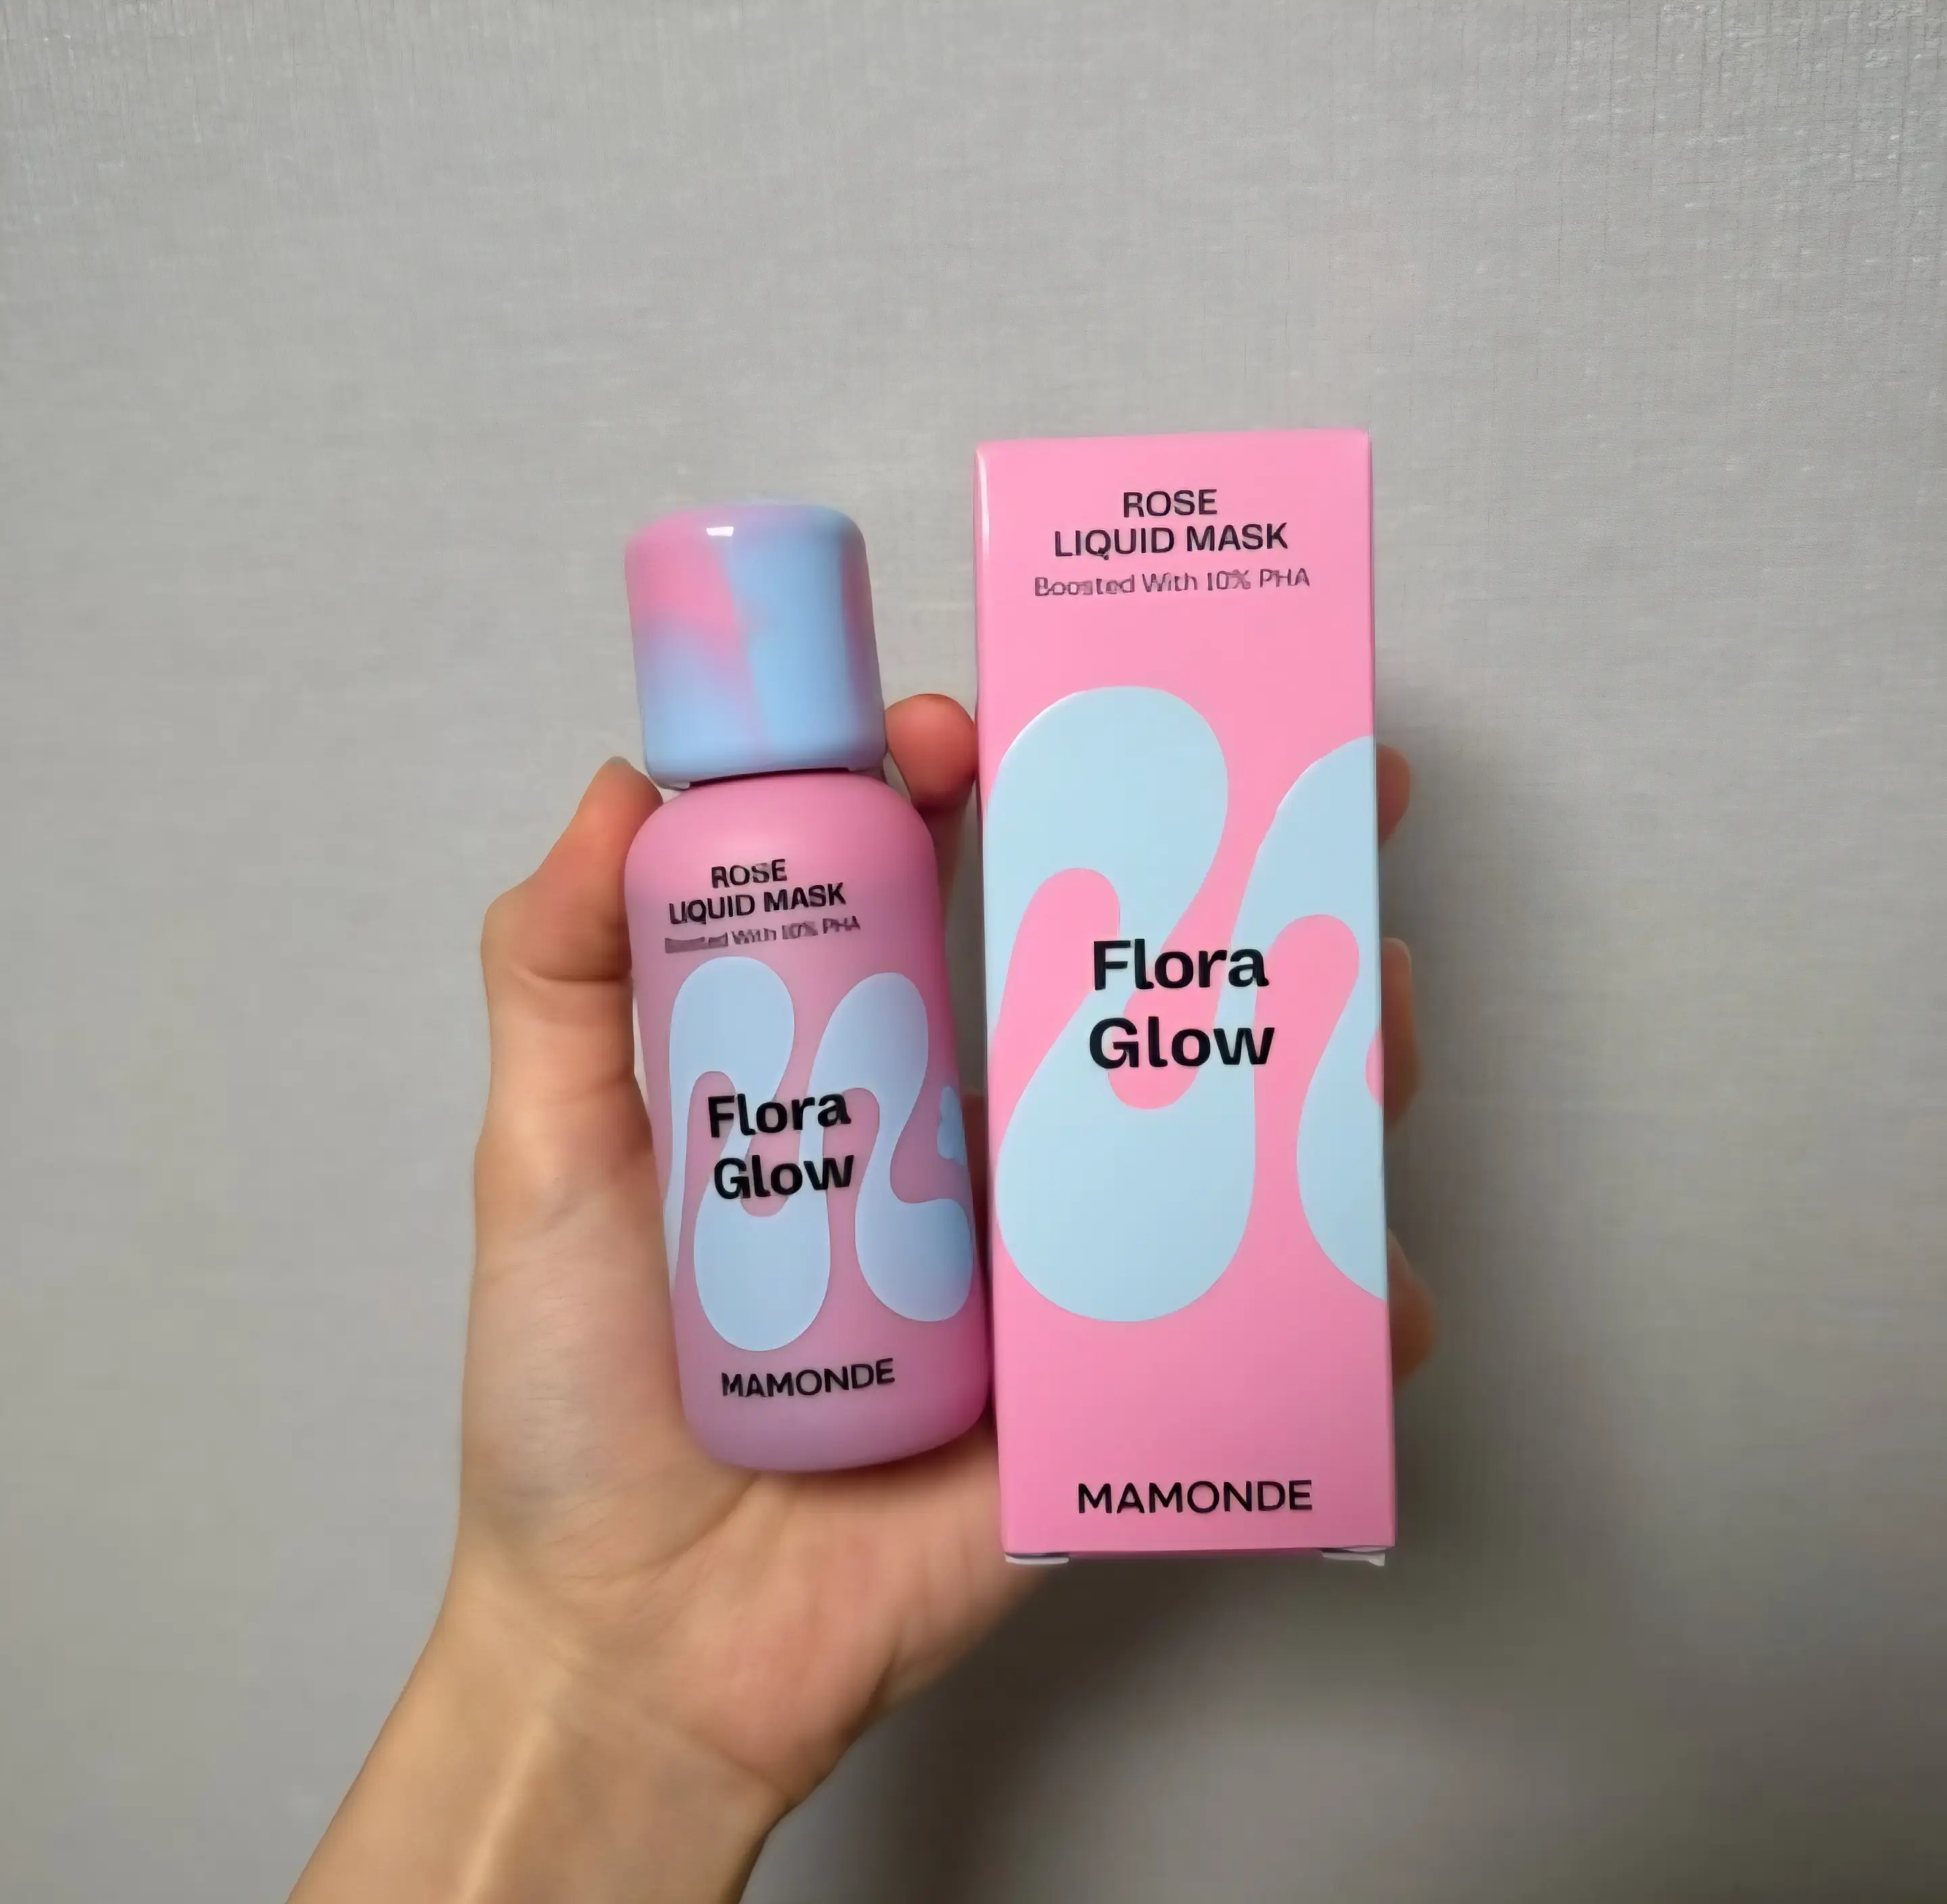 ROSE
LIQUID MASK
With 10% PHA
Flora
Glow
MAMONDE
ROSE
LIQUID MASK
Boosted With 10% PHA
Flora
Glow
MAMONDE